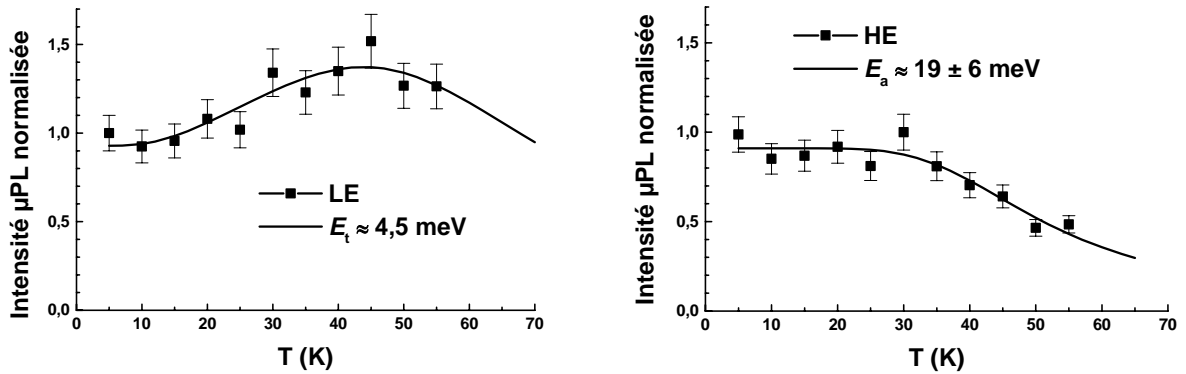 Intensité µPL normalisée
1,5
1,0
0,5
0,0
LE
Et ≈ 4,5 meV
0 10 20 30 40 50 60 70
T (K)
Intensité µPL normalisée
1,5
1,0
0,5
0,0
HE
Ea ≈ 19 ± 6 meV
0 10 20 30 40 50 60 70
T (K)